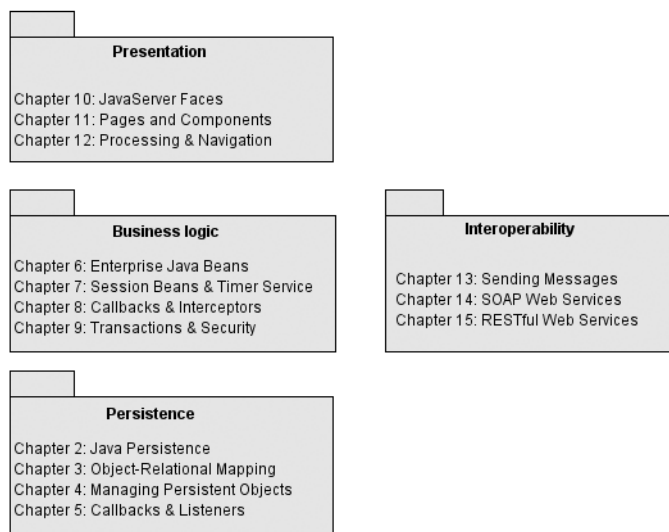 Presentation
Chapter 10: JavaServer Faces
Chapter 11: Pages and Components
Chapter 12: Processing & Navigation
Business logic
Chapter 6: Enterprise Java Beans
Chapter 7: Session Beans & Timer Service
Chapter 8: Callbacks & Interceptors
Chapter 9: Transactions & Security
Interoperability
Chapter 13: Sending Messages
Chapter 14: SOAP Web Services
Chapter 15: RESTful Web Services
Persistence
Chapter 2: Java Persistence
Chapter 3: Object-Relational Mapping
Chapter 4: Managing Persistent Objects
Chapter 5: Callbacks & Listeners